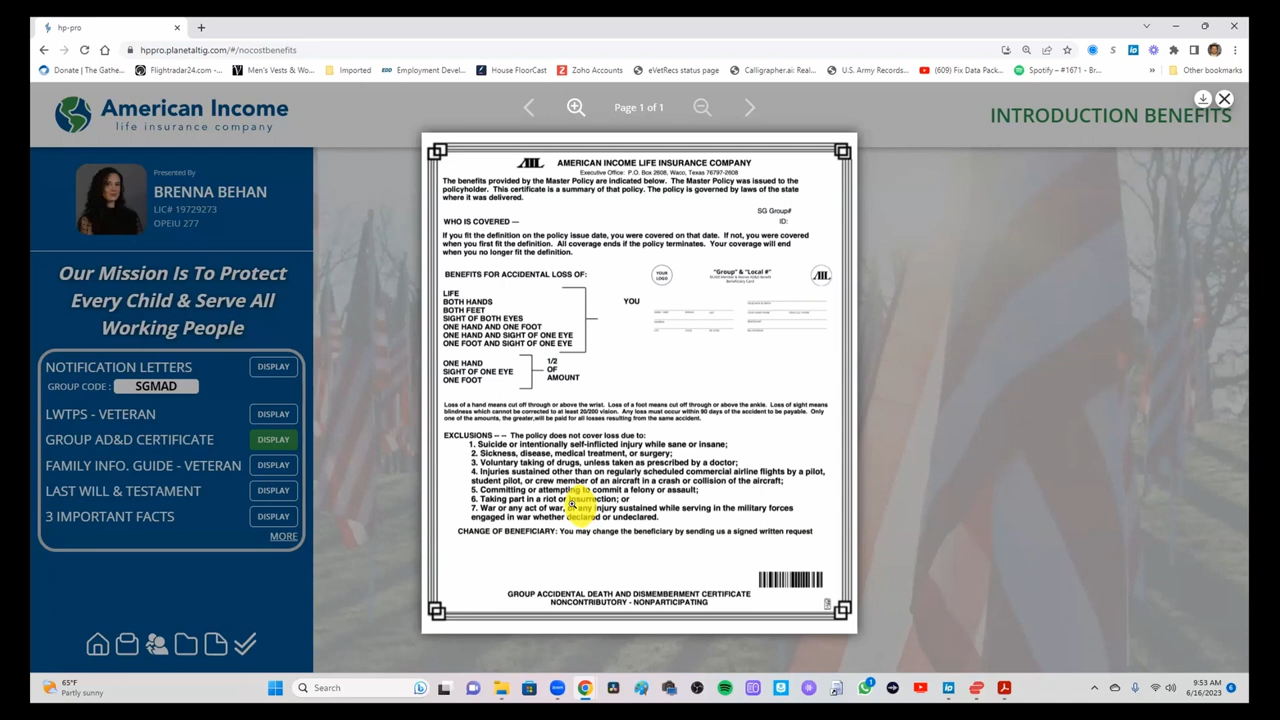 hp-pro
hppro.planetaltig.com/#/nocostbenefits
Donate | The Gathe...
Flightradar24.com -...
Men's Vests & Wo...
Imported
EDD Employment Devel...
House FloorCast
Zoho Accounts
eVetRecs status page
Calligrapher.ai: Real...
U.S. Army Records...
(609) Fix Data Pack...
Spotify – #1671 - Br...
Other bookmarks
American Income
life insurance company
Page 1 of 1
INTRODUCTION BENEFITS
Presented By
BRENNA BEHAN
LIC# 19729273
OPEIU 277
Our Mission Is To Protect
Every Child & Serve All
Working People
NOTIFICATION LETTERS DISPLAY
GROUP CODE : SGMAD
LWTPS - VETERAN DISPLAY
GROUP AD&D CERTIFICATE DISPLAY
FAMILY INFO. GUIDE - VETERAN DISPLAY
LAST WILL & TESTAMENT DISPLAY
3 IMPORTANT FACTS DISPLAY
MORE
AIL AMERICAN INCOME LIFE INSURANCE COMPANY
Executive Office: P.O. Box 2608, Waco, Texas 76797-2608
The benefits provided by the Master Policy are indicated below. The Master Policy was issued to the
policyholder. This certificate is a summary of that policy. The policy is governed by laws of the state
where it was delivered.
SG Group#
ID:
WHO IS COVERED —
If you fit the definition on the policy issue date, you were covered on that date. If not, you were covered
when you first fit the definition. All coverage ends if the policy terminates. Your coverage will end
when you no longer fit the definition.
BENEFITS FOR ACCIDENTAL LOSS OF:
YOUR
LOGO
"Group" & "Local #"
Beneficiary Card
AIL
LIFE
BOTH HANDS
BOTH FEET
SIGHT OF BOTH EYES
ONE HAND AND ONE FOOT
ONE HAND AND SIGHT OF ONE EYE
ONE FOOT AND SIGHT OF ONE EYE
YOU
ONE HAND
SIGHT OF ONE EYE
ONE FOOT
1/2
OF
AMOUNT
Loss of a hand means cut off through or above the wrist. Loss of a foot means cut off through or above the ankle. Loss of sight means
blindness which cannot be corrected to at least 20/200 vision. Any loss must occur within 90 days of the accident to be payable. Only
one of the amounts, the greater,will be paid for all losses resulting from the same accident.
EXCLUSIONS -- -- The policy does not cover loss due to:
1. Suicide or intentionally self-inflicted injury while sane or insane;
2. Sickness, disease, medical treatment, or surgery;
3. Voluntary taking of drugs, unless taken as prescribed by a doctor;
4. Injuries sustained other than on regularly scheduled commercial airline flights by a pilot,
student pilot, or crew member of an aircraft in a crash or collision of the aircraft;
5. Committing or attempting to commit a felony or assault;
6. Taking part in a riot or insurrection; or
7. War or any act of war, or any injury sustained while serving in the military forces
engaged in war whether declared or undeclared.
CHANGE OF BENEFICIARY: You may change the beneficiary by sending us a signed written request
GROUP ACCIDENTAL DEATH AND DISMEMBERMENT CERTIFICATE
NONCONTRIBUTORY - NONPARTICIPATING
65°F
Partly sunny
Search
9:53 AM
6/16/2023